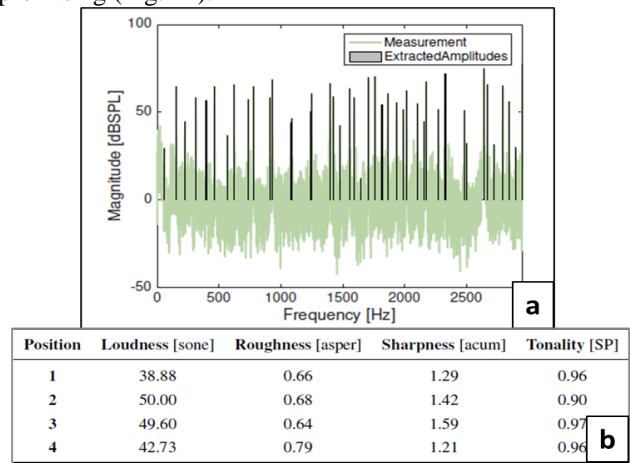 100
Measurement
ExtractedAmplitudes
50
0
-50
Magnitude [dBSPL]
0 500 1000 1500 2000 2500
Frequency [Hz]
a
Position Loudness [sone] Roughness [asper] Sharpness [acum] Tonality [SP]
1 38.88 0.66 1.29 0.96
2 50.00 0.68 1.42 0.90
3 49.60 0.64 1.59 0.97
4 42.73 0.79 1.21 0.96
b